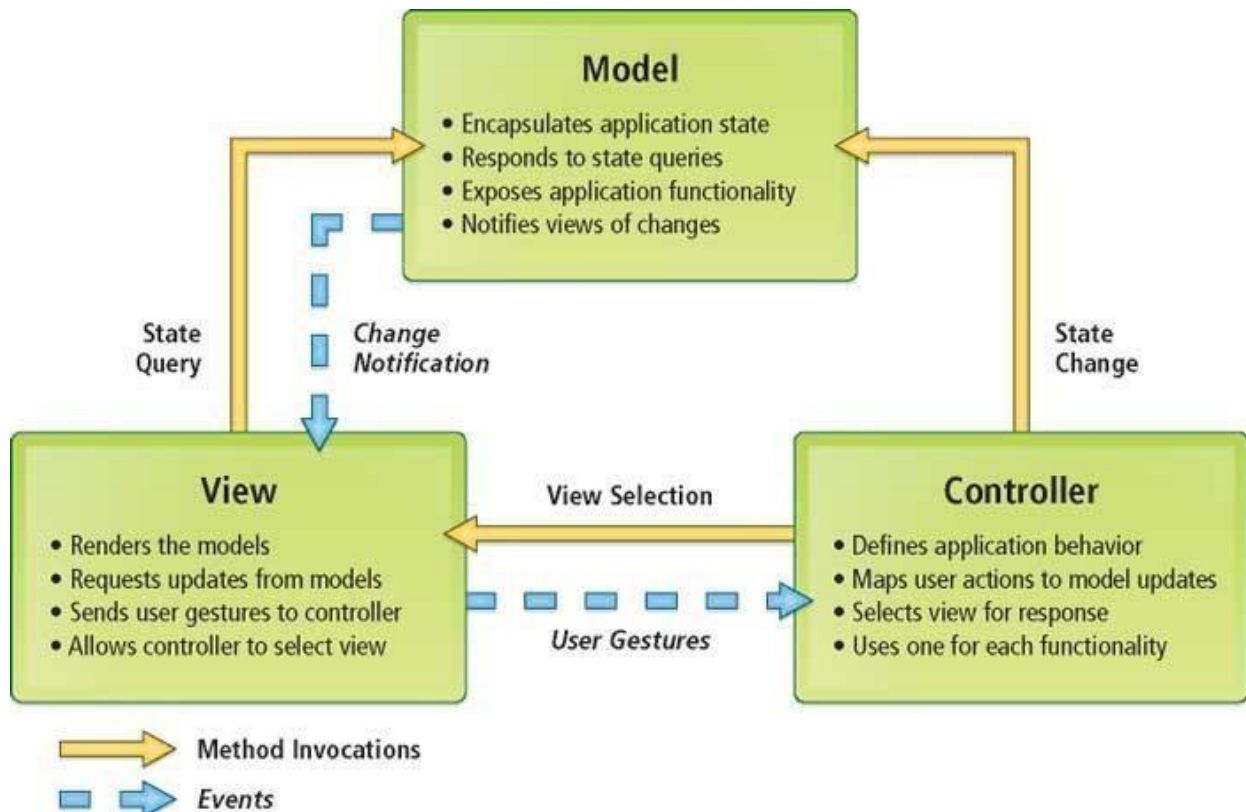 Model
• Encapsulates application state
• Responds to state queries
• Exposes application functionality
• Notifies views of changes
State
Query
Change
Notification
State
Change
View
• Renders the models
• Requests updates from models
• Sends user gestures to controller
• Allows controller to select view
View Selection
User Gestures
Controller
• Defines application behavior
• Maps user actions to model updates
• Selects view for response
• Uses one for each functionality
Method Invocations
Events